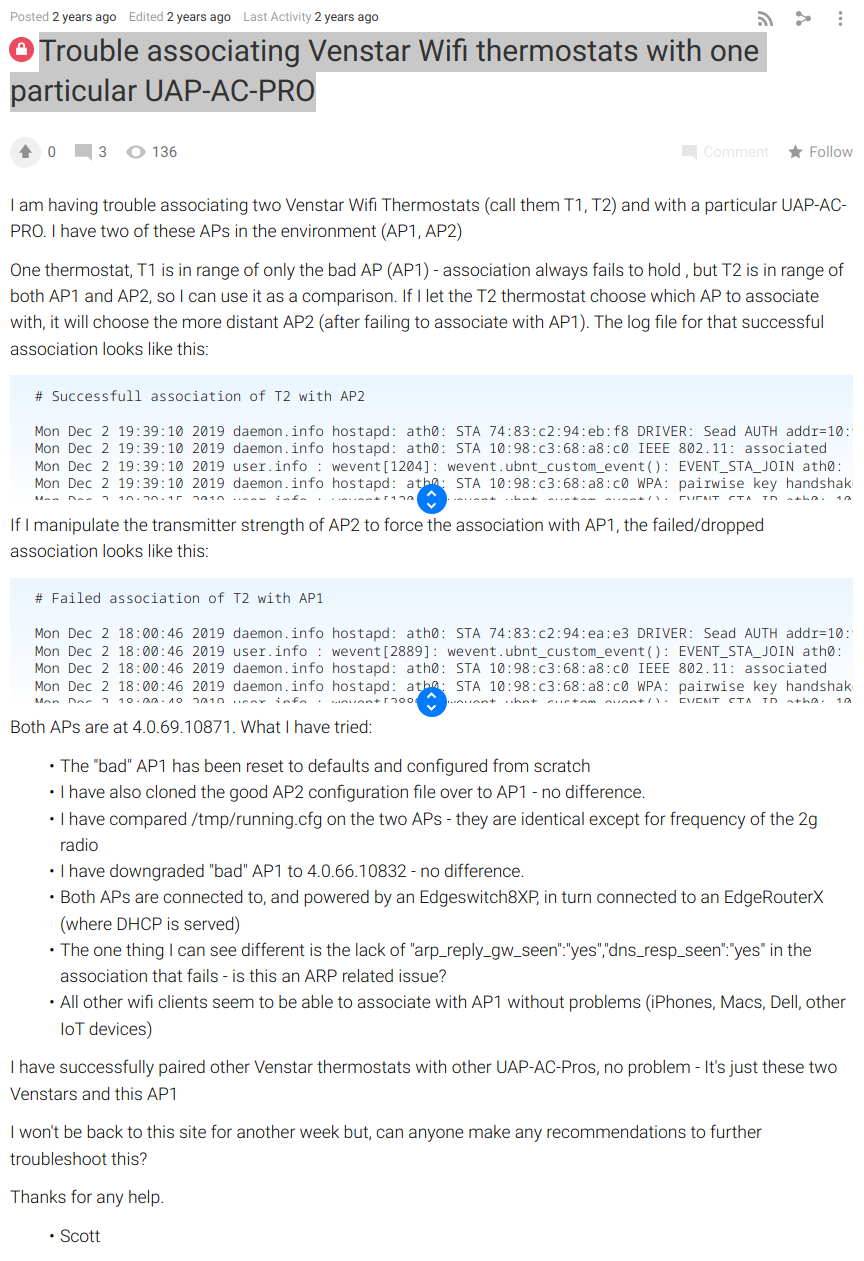 Posted 2 years ago Edited 2 years ago Last Activity 2 years ago
Trouble associating Venstar Wifi thermostats with one
particular UAP-AC-PRO
0 3 136 Comment Follow
I am having trouble associating two Venstar Wifi Thermostats (call them T1, T2) and with a particular UAP-AC-
PRO. I have two of these APs in the environment (AP1, AP2)
One thermostat, T1 is in range of only the bad AP (AP1) - association always fails to hold , but T2 is in range of
both AP1 and AP2, so I can use it as a comparison. If I let the T2 thermostat choose which AP to associate
with, it will choose the more distant AP2 (after failing to associate with AP1). The log file for that successful
association looks like this:
# Successfull association of T2 with AP2
Mon Dec 2 19:39:10 2019 daemon.info hostapd: ath0: STA 74:83:c2:94:eb:f8 DRIVER: Sead AUTH addr=10:
Mon Dec 2 19:39:10 2019 daemon.info hostapd: ath0: STA 10:98:c3:68:a8:c0 IEEE 802.11: associated
Mon Dec 2 19:39:10 2019 user.info : wevent[1204]: wevent.ubnt_custom_event(): EVENT_STA_JOIN ath0:
Mon Dec 2 19:39:10 2019 daemon.info hostapd: ath0: STA 10:98:c3:68:a8:c0 WPA: pairwise key handshak
If I manipulate the transmitter strength of AP2 to force the association with AP1, the failed/dropped
association looks like this:
# Failed association of T2 with AP1
Mon Dec 2 18:00:46 2019 daemon.info hostapd: ath0: STA 74:83:c2:94:ea:e3 DRIVER: Sead AUTH addr=10:
Mon Dec 2 18:00:46 2019 user.info : wevent[2889]: wevent.ubnt_custom_event(): EVENT_STA_JOIN ath0:
Mon Dec 2 18:00:46 2019 daemon.info hostapd: ath0: STA 10:98:c3:68:a8:c0 IEEE 802.11: associated
Mon Dec 2 18:00:46 2019 daemon.info hostapd: ath0: STA 10:98:c3:68:a8:c0 WPA: pairwise key handshak
Both APs are at 4.0.69.10871. What I have tried:
• The "bad" AP1 has been reset to defaults and configured from scratch
• I have also cloned the good AP2 configuration file over to AP1 - no difference.
• I have compared /tmp/running.cfg on the two APs - they are identical except for frequency of the 2g
radio
• I have downgraded "bad" AP1 to 4.0.66.10832 - no difference.
• Both APs are connected to, and powered by an Edgeswitch8XP, in turn connected to an EdgeRouterX
(where DHCP is served)
• The one thing I can see different is the lack of "arp_reply_gw_seen":"yes","dns_resp_seen":"yes" in the
association that fails - is this an ARP related issue?
• All other wifi clients seem to be able to associate with AP1 without problems (iPhones, Macs, Dell, other
IoT devices)
I have successfully paired other Venstar thermostats with other UAP-AC-Pros, no problem - It's just these two
Venstars and this AP1
I won't be back to this site for another week but, can anyone make any recommendations to further
troubleshoot this?
Thanks for any help.
• Scott